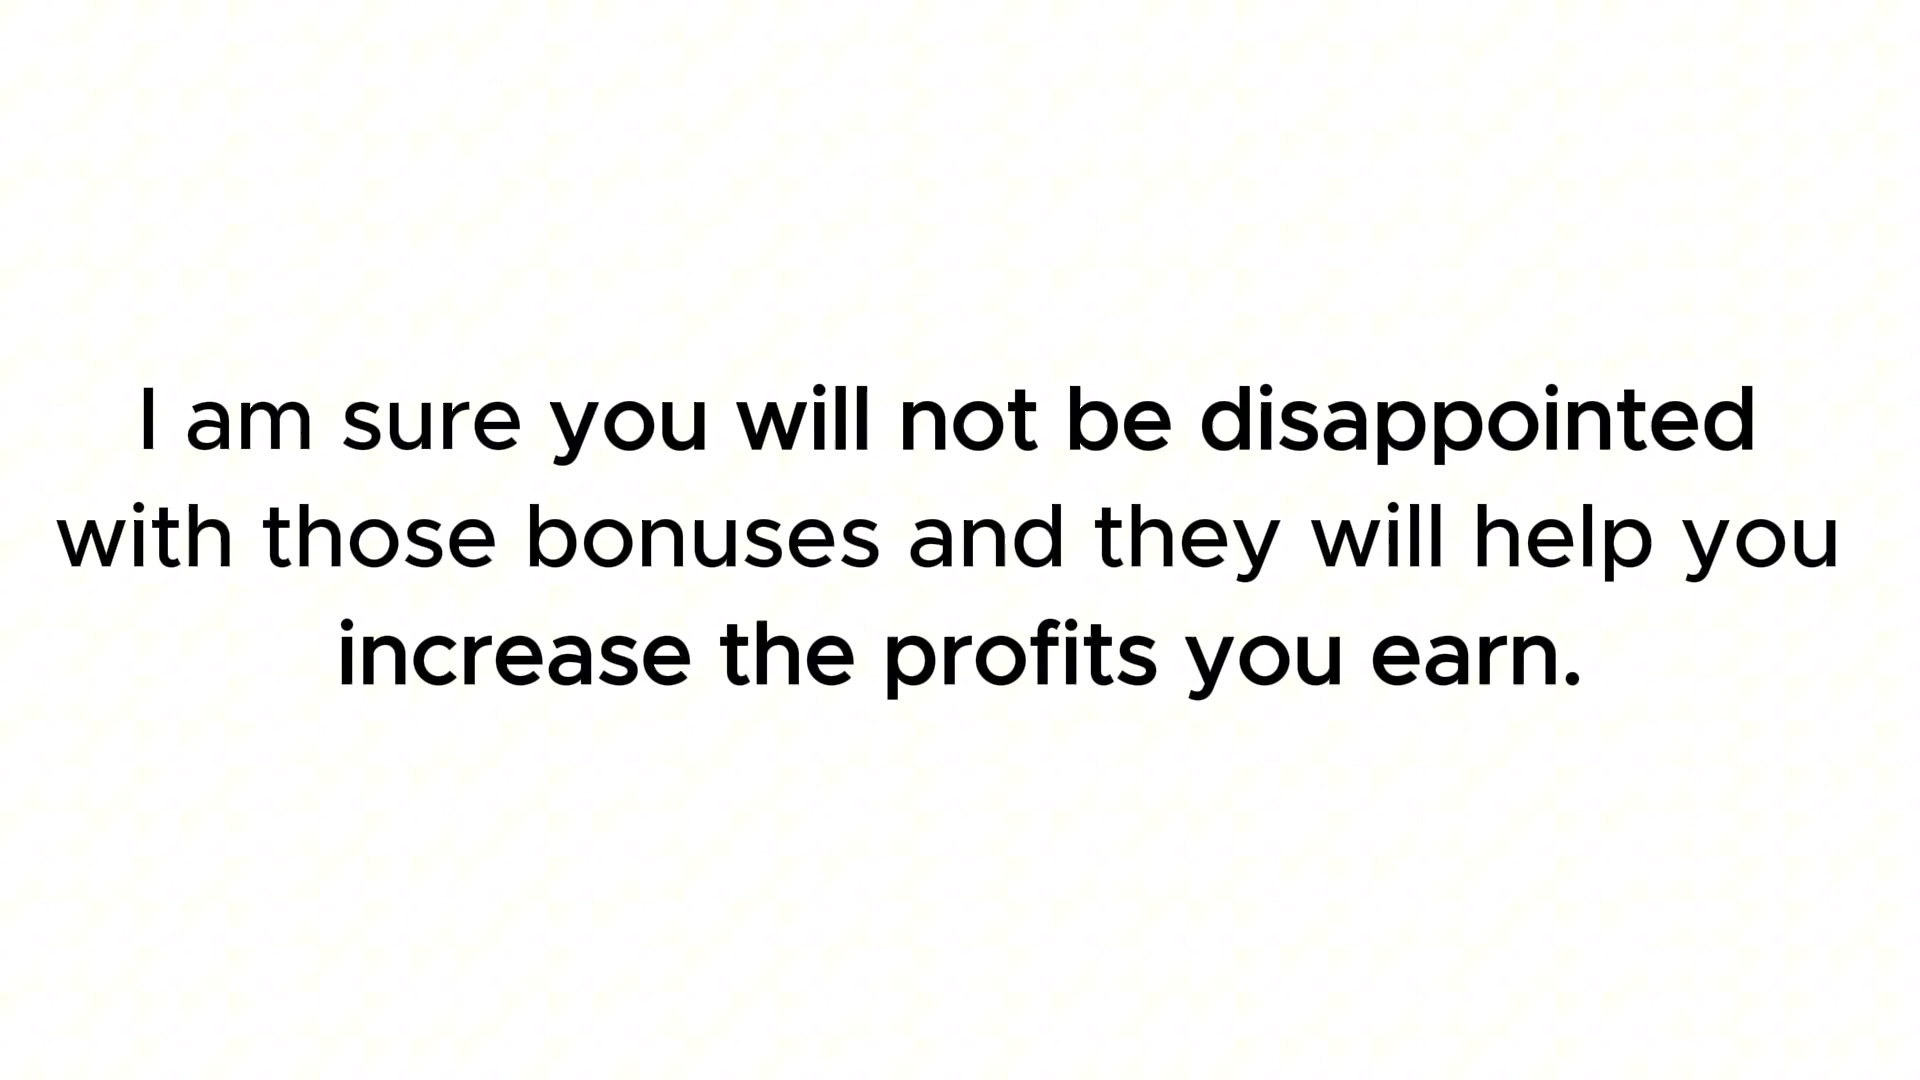 I am sure you will not be disappointed
with those bonuses and they will help you
increase the profits you earn.